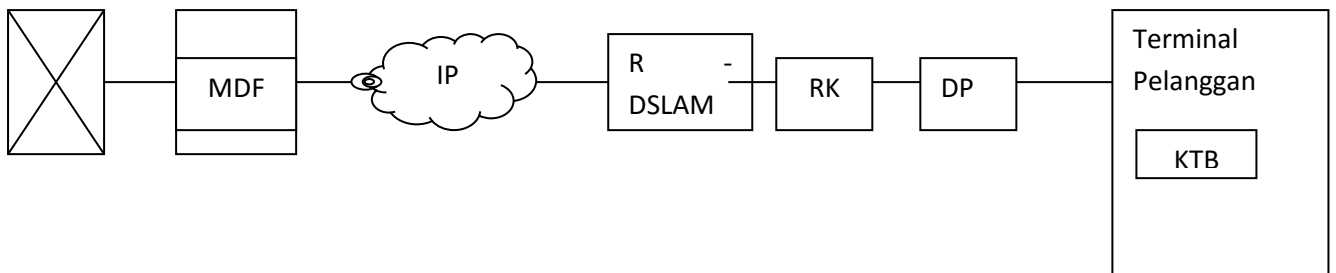 MDF
IP
R -
DSLAM
RK
DP
Terminal
Pelanggan
KTB